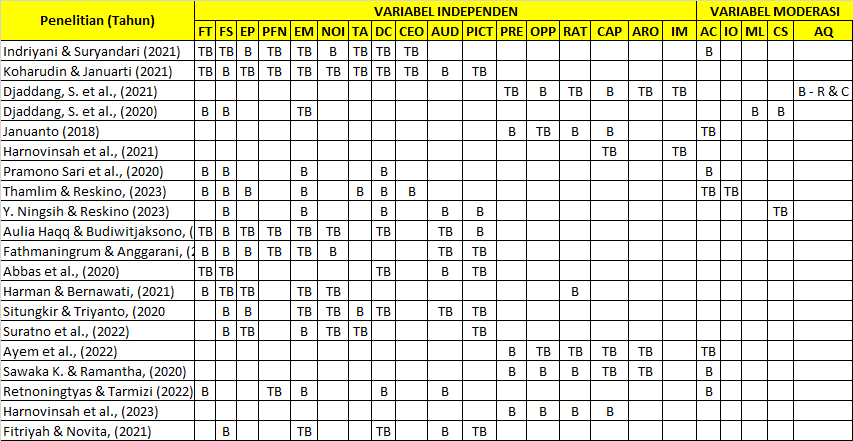 Penelitian (Tahun) VARIABEL INDEPENDEN VARIABEL MODERASI
FT FS EP PFN EM NOI TA DC CEO AUD PICT PRE OPP RAT CAP ARO IM AC IO ML CS AQ
Indriyani & Suryandari (2021) TB TB B TB TB B TB TB TB B
Koharudin & Januarti (2021) TB B TB TB TB TB TB TB TB B TB
Djaddang, S. et al., (2021) TB B TB B TB TB B - R & C
Djaddang, S. et al., (2020) B B TB B B
Januanto (2018) B TB B B TB
Harnovinsah et al., (2021) TB TB
Pramono Sari et al., (2020) B B B B B
Thamlim & Reskino, (2023) B B B B TB B B TB TB
Y. Ningsih & Reskino (2023) B B B B B TB
Aulia Haqq & Budiwitjaksono, ( TB B TB TB TB TB TB TB B
Fathmaningrum & Anggarani, (2 B B B TB TB B TB TB
Abbas et al., (2020) TB TB TB B TB
Harman & Bernawati, (2021) B TB TB TB TB B
Situngkir & Triyanto, (2020 B B TB TB B TB TB TB
Suratno et al., (2022) B TB B TB TB TB
Ayem et al., (2022) B TB TB TB TB TB
Sawaka K. & Ramantha, (2020) B B B TB TB B
Retnoningtyas & Tarmizi (2022) B TB B B B B
Harnovinsah et al., (2023) B B B B
Fitriyah & Novita, (2021) B TB TB B TB